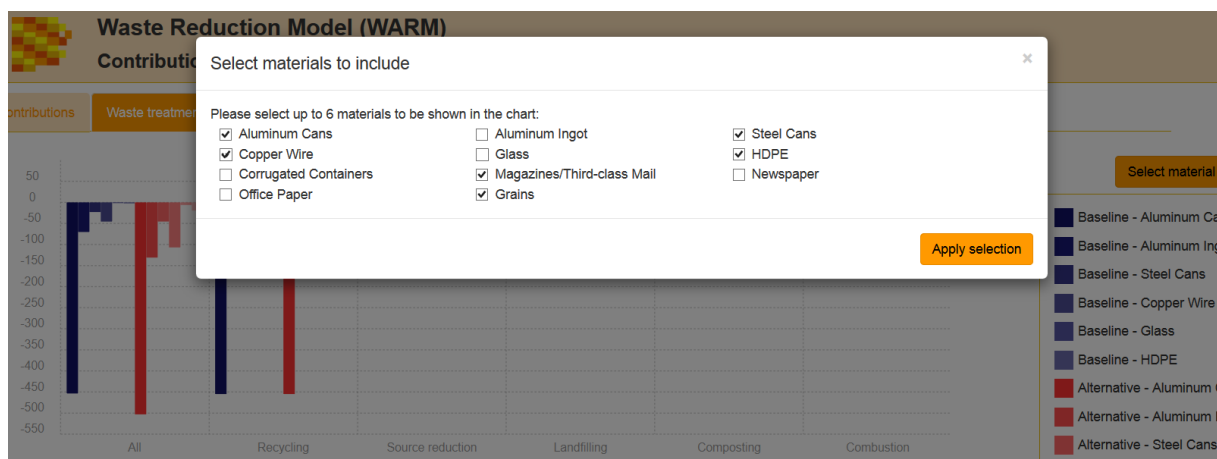 Waste Reduction Model (WARM)
Contributio
Select materials to include
×
ontributions
Waste treatmen
Please select up to 6 materials to be shown in the chart:
Aluminum Cans
Aluminum Ingot
Steel Cans
Copper Wire
Glass
HDPE
Corrugated Containers
Magazines/Third-class Mail
Newspaper
Office Paper
Grains
Apply selection
Select material
50
0
-50
-100
-150
-200
-250
-300
-350
-400
-450
-500
-550
All
Recycling
Source reduction
Landfilling
Composting
Combustion
Baseline - Aluminum Ca
Baseline - Aluminum Ing
Baseline - Steel Cans
Baseline - Copper Wire
Baseline - Glass
Baseline - HDPE
Alternative - Aluminum C
Alternative - Aluminum I
Alternative - Steel Cans